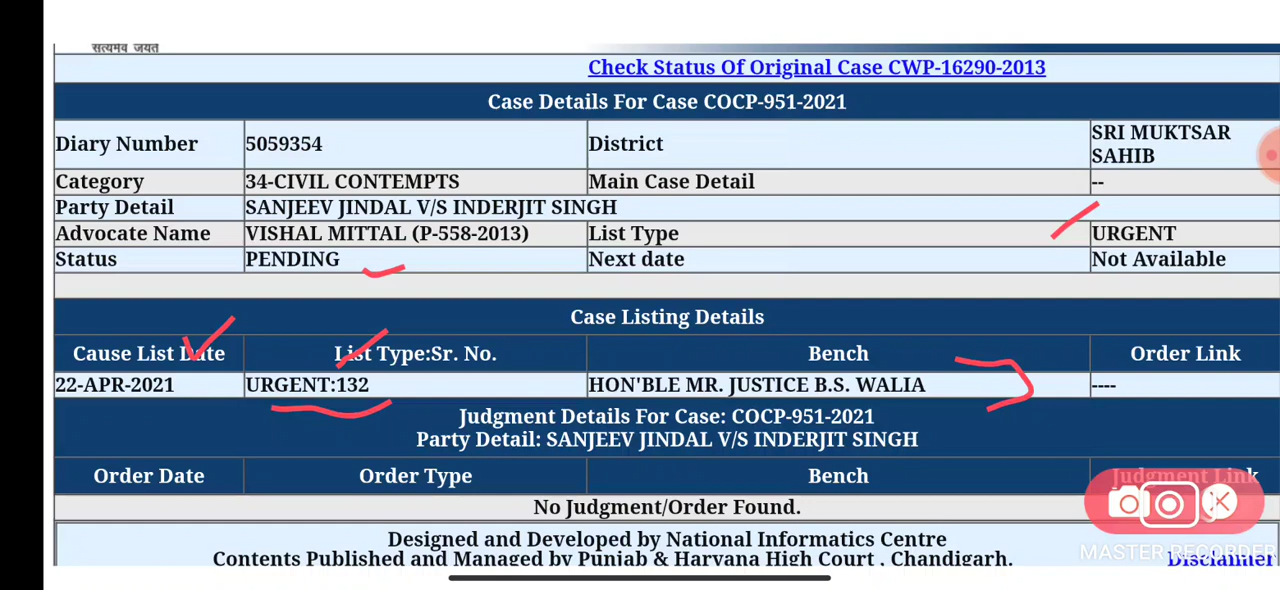 सत्यमेव जयते
Check Status Of Original Case CWP-16290-2013
Case Details For Case COCP-951-2021
Diary Number 5059354 District SRI MUKTSAR SAHIB
Category 34-CIVIL CONTEMPTS Main Case Detail --
Party Detail SANJEEV JINDAL V/S INDERJIT SINGH
Advocate Name VISHAL MITTAL (P-558-2013) List Type URGENT
Status PENDING Next date Not Available
Case Listing Details
Cause List Date List Type:Sr. No. Bench Order Link
22-APR-2021 URGENT:132 HON'BLE MR. JUSTICE B.S. WALIA ----
Judgment Details For Case: COCP-951-2021
Party Detail: SANJEEV JINDAL V/S INDERJIT SINGH
Order Date Order Type Bench Judgment Link
No Judgment/Order Found.
Designed and Developed by National Informatics Centre
Contents Published and Managed by Punjab & Haryana High Court , Chandigarh.
MASTER RECORDER
Disclaimer